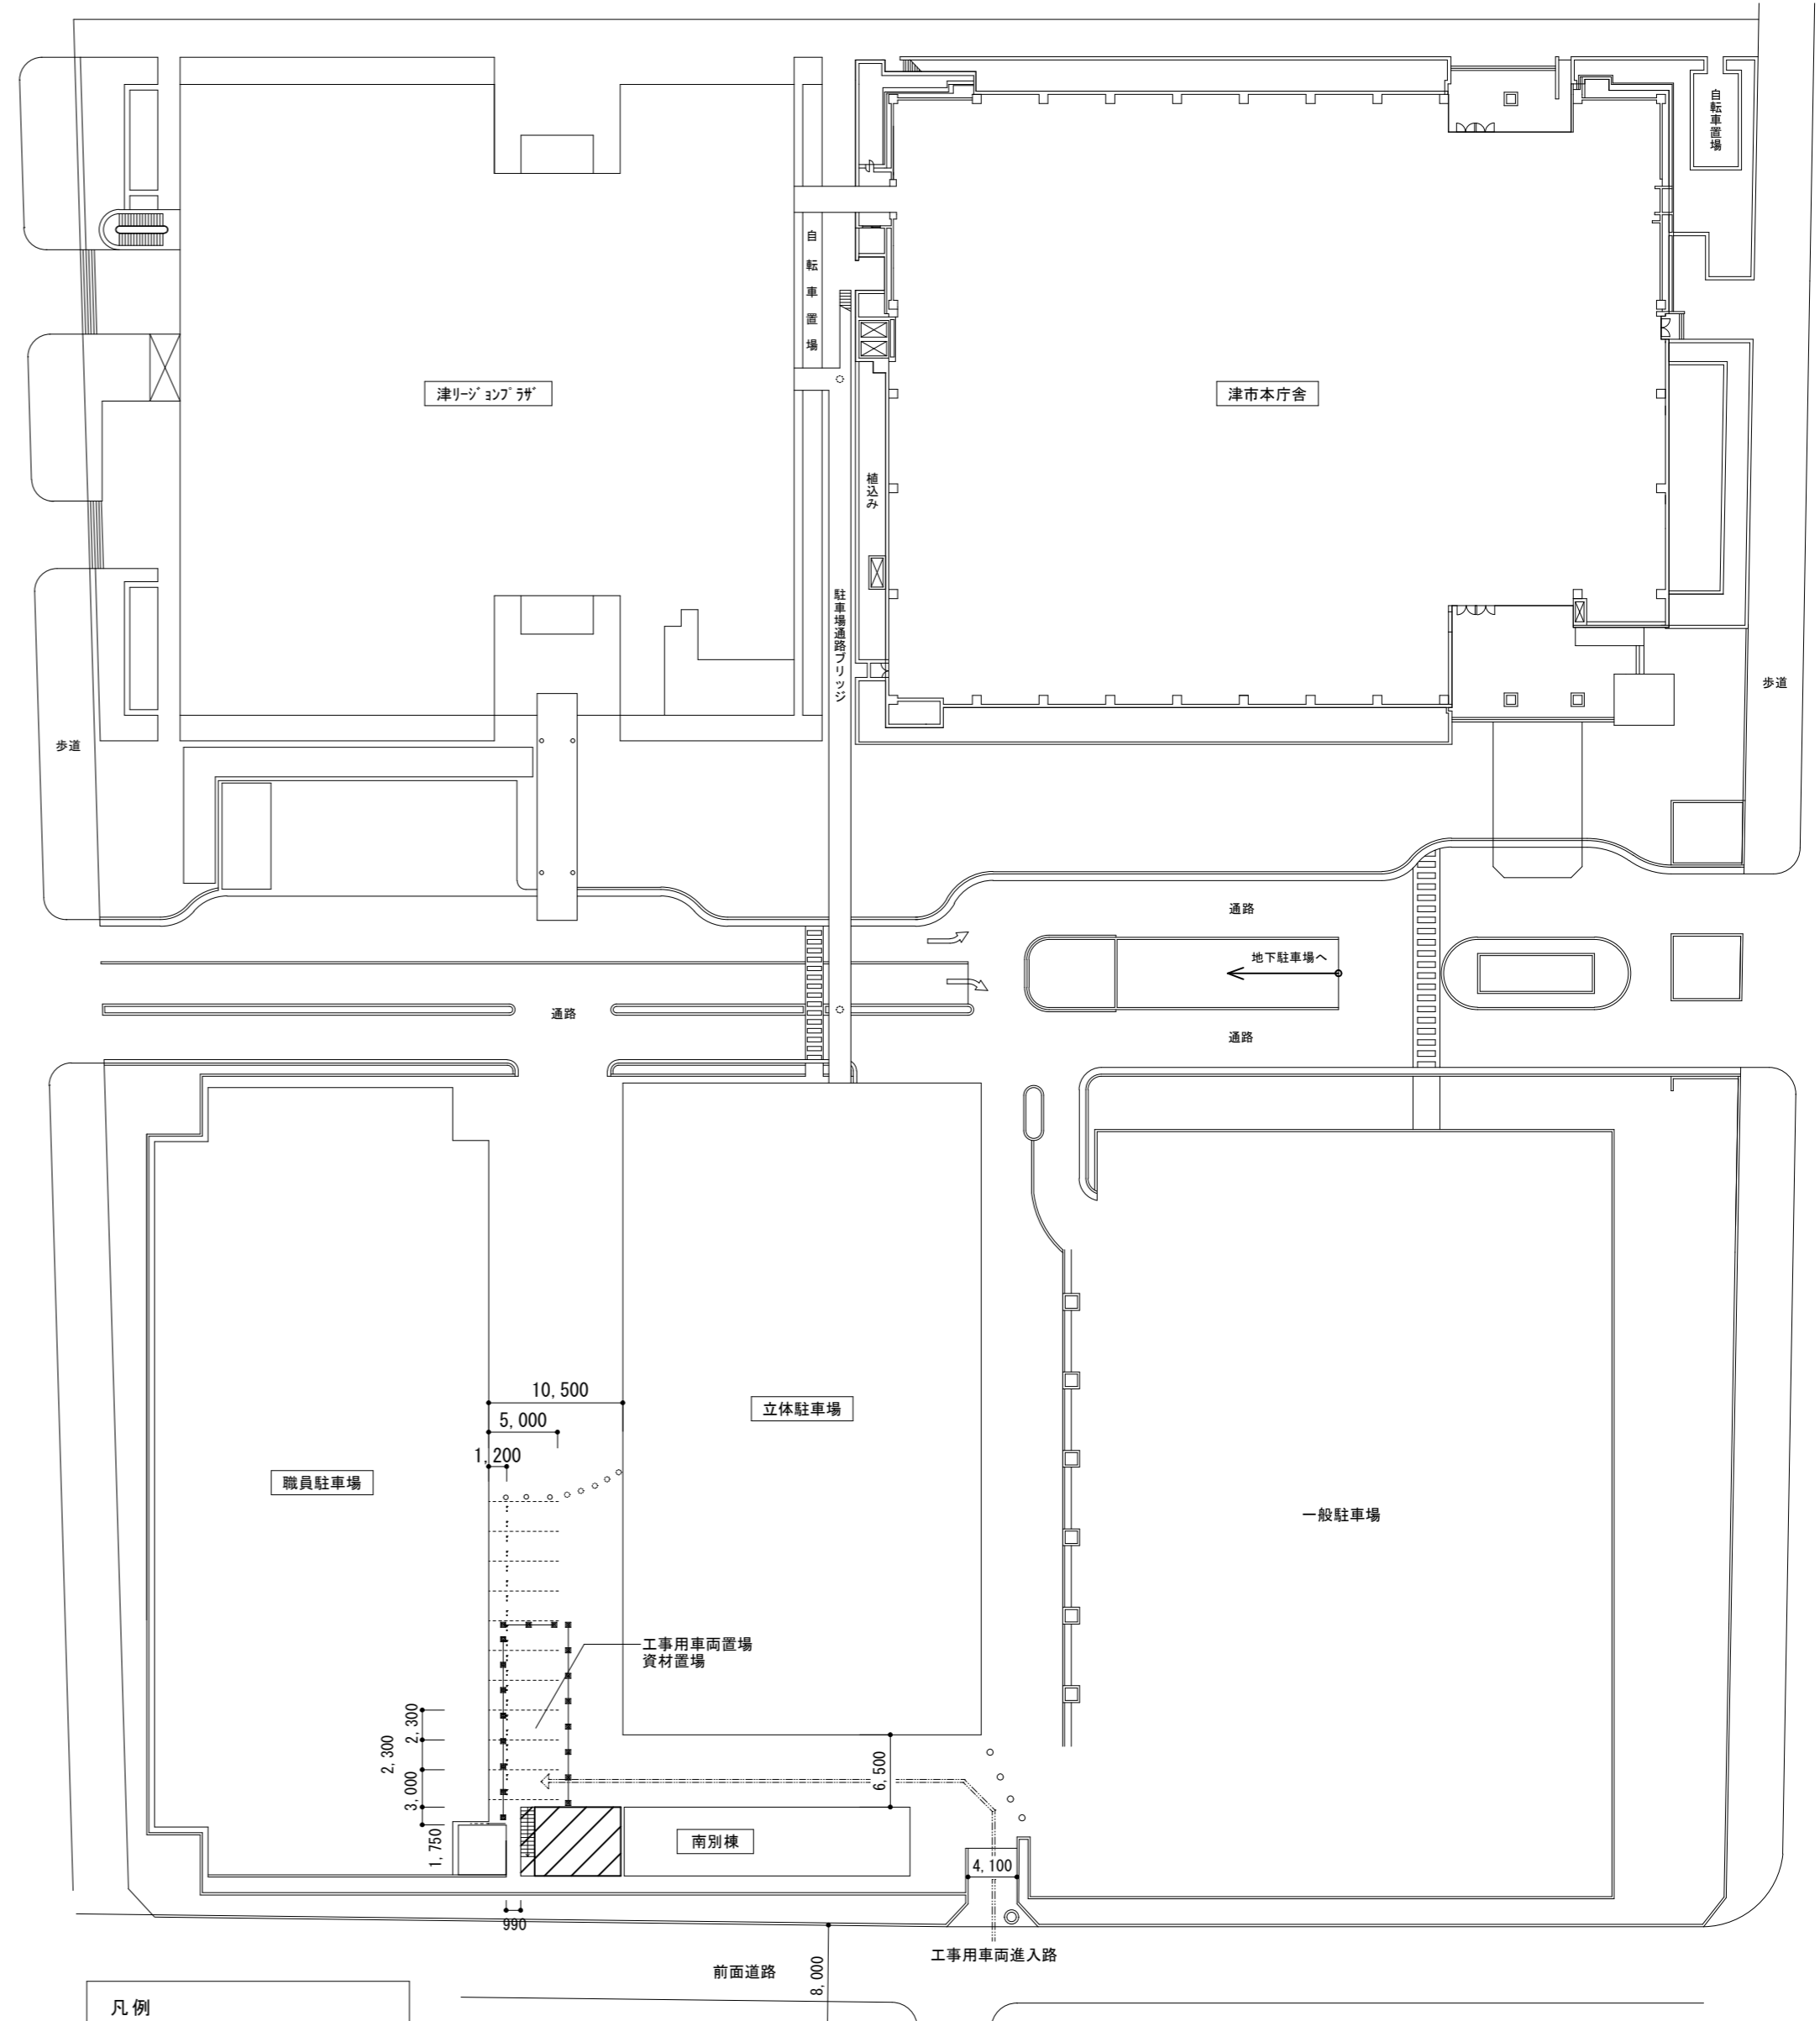 自転車置場
自転車置場
津リージョンプラザ
津市本庁舎
植込み
駐車場通路ブリッジ
歩道
歩道
通路
地下駐車場へ
通路
通路
10,500
5,000
1,200
立体駐車場
職員駐車場
一般駐車場
工事用車両置場
資材置場
2,300
2,300
3,000
1,750
6,500
南別棟
4,100
990
工事用車両進入路
前面道路
8,000
凡例